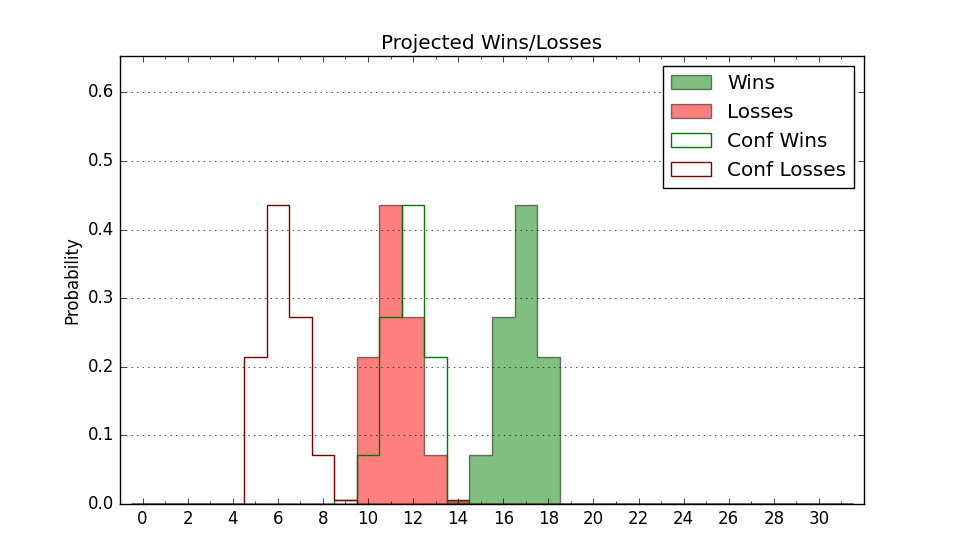 Projected Wins/Losses
Wins
Losses
Conf Wins
Conf Losses
Probability
0.6
0.5
0.4
0.3
0.2
0.1
0.0
0 2 4 6 8 10 12 14 16 18 20 22 24 26 28 30